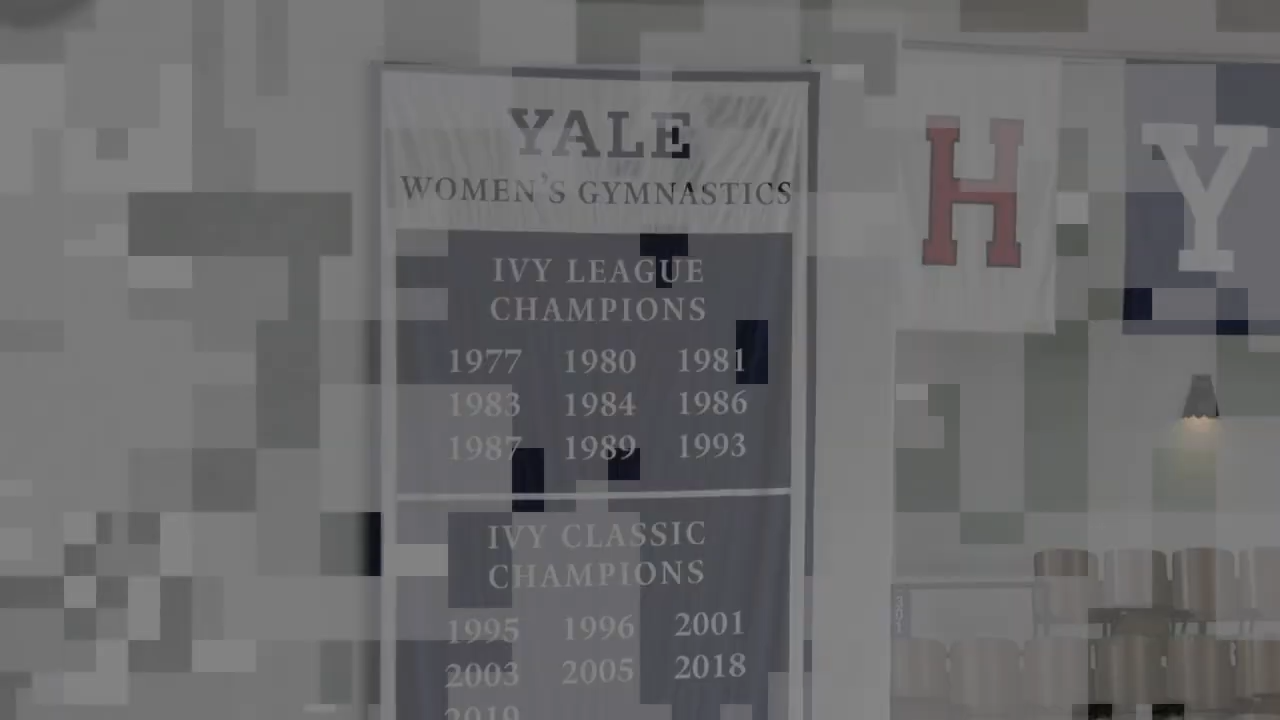 YALE
WOMEN'S GYMNASTICS
IVY LEAGUE
CHAMPIONS
1977 1980 1981
1983 1984 1986
1987 1989 1993
IVY CLASSIC
CHAMPIONS
1995 1996 2001
2003 2005 2018
2019
H
Y